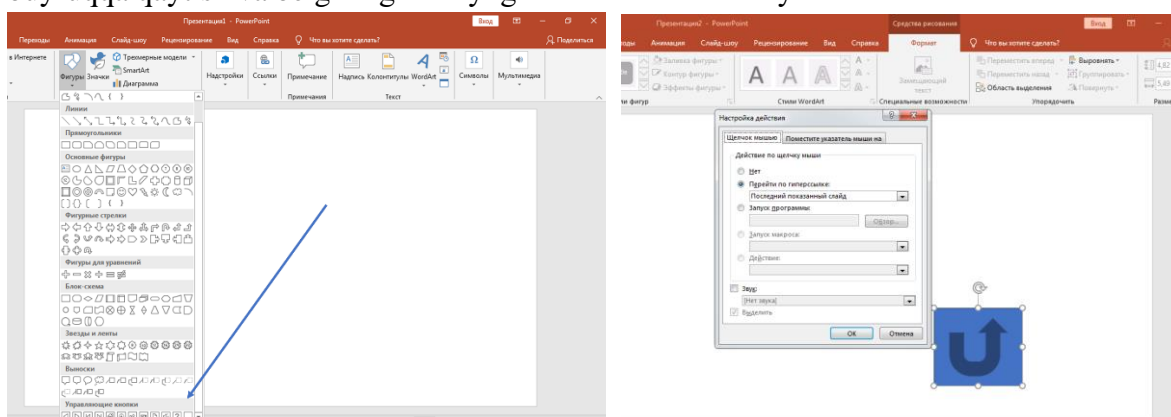 Презентация1 - PowerPoint
Вход
Переходы Анимация Слайд-шоу Рецензирование Вид Справка Что вы хотите сделать? Поделиться
в Интернете
Фигуры Значки
Трехмерные модели
SmartArt
Диаграмма
Надстройки
Ссылки
Примечание
Надпись Колонтитулы WordArt
Символы
Мультимедиа
Примечания
Текст
Линии
Прямоугольники
Основные фигуры
Фигурные стрелки
Фигуры для уравнений
Блок-схема
Звезды и ленты
Выноски
Управляющие кнопки
Презентация2 - PowerPoint
Средства рисования
Вход
Анимация Слайд-шоу Рецензирование Вид Справка Формат Что вы хотите сделать?
Заливка фигуры
Контур фигуры
Эффекты фигуры
Замещающий
текст
Переместить вперед
Переместить назад
Область выделения
Выровнять
Группировать
Повернуть
4,82
5,49
Стили WordArt
Специальные возможности
Упорядочить
Разм
Настройка действия
Щелчок мышью
Поместите указатель мыши на
Действие по щелчку мыши
Нет
Перейти по гиперссылке:
Последний показанный слайд
Запуск программы:
Обзор...
Запуск макроса:
Действие:
Звук:
[Нет звука]
Выделить
ОК
Отмена